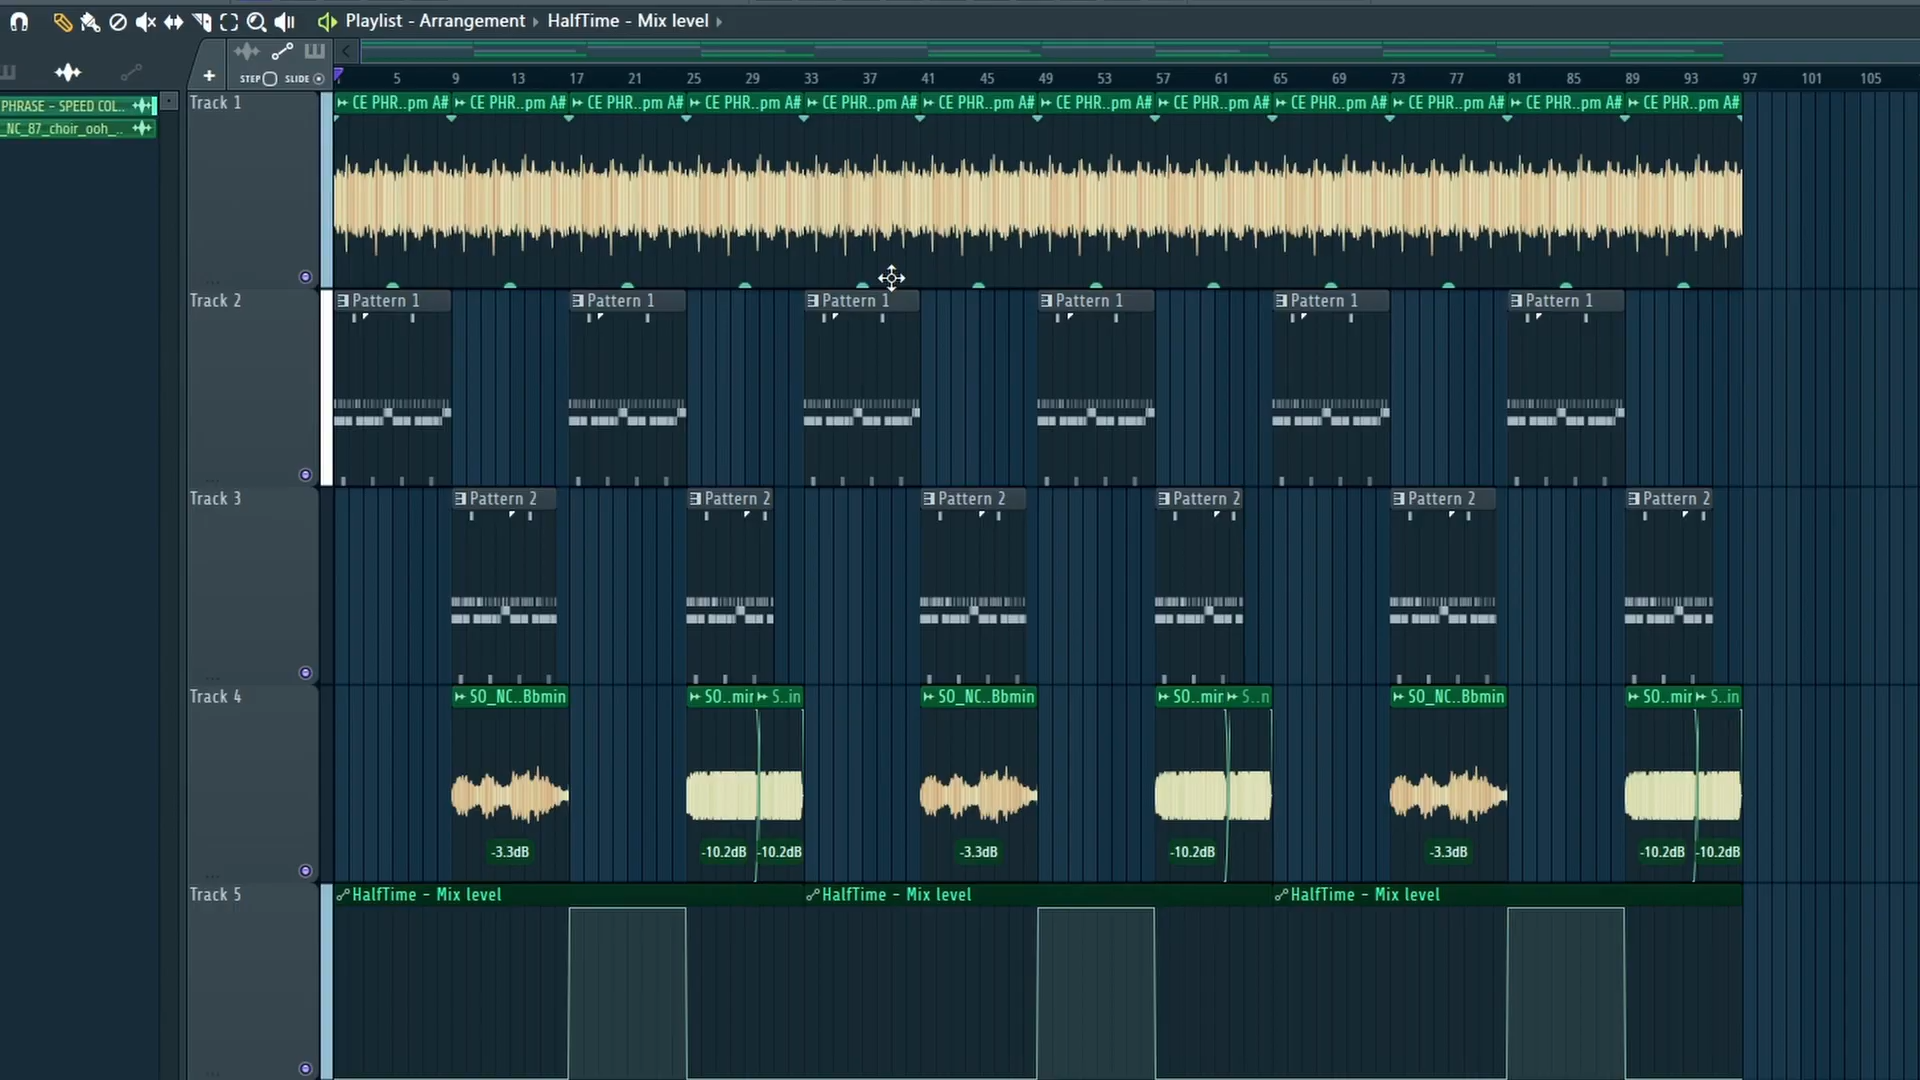 Playlist - Arrangement › HalfTime - Mix level ›
STEP SLIDE
1 5 9 13 17 21 25 29 33 37 41 45 49 53 57 61 65 69 73 77 81 85 89 93 97 101 105
PHRASE - SPEED COL..
_NC_87_choir_ooh_..
Track 1
CE PHR..pm A# CE PHR..pm A# CE PHR..pm A# CE PHR..pm A# CE PHR..pm A# CE PHR..pm A# CE PHR..pm A# CE PHR..pm A# CE PHR..pm A# CE PHR..pm A# CE PHR..pm A# CE PHR..pm A#
Track 2
Pattern 1 Pattern 1 Pattern 1 Pattern 1 Pattern 1 Pattern 1
Track 3
Pattern 2 Pattern 2 Pattern 2 Pattern 2 Pattern 2 Pattern 2
Track 4
SO_NC..Bbmin SO..mir S..in SO_NC..Bbmin SO..mir S..n SO_NC..Bbmin SO..mir S..in
-3.3dB -10.2dB -10.2dB -3.3dB -10.2dB -3.3dB -10.2dB -10.2dB
Track 5
HalfTime - Mix level HalfTime - Mix level HalfTime - Mix level